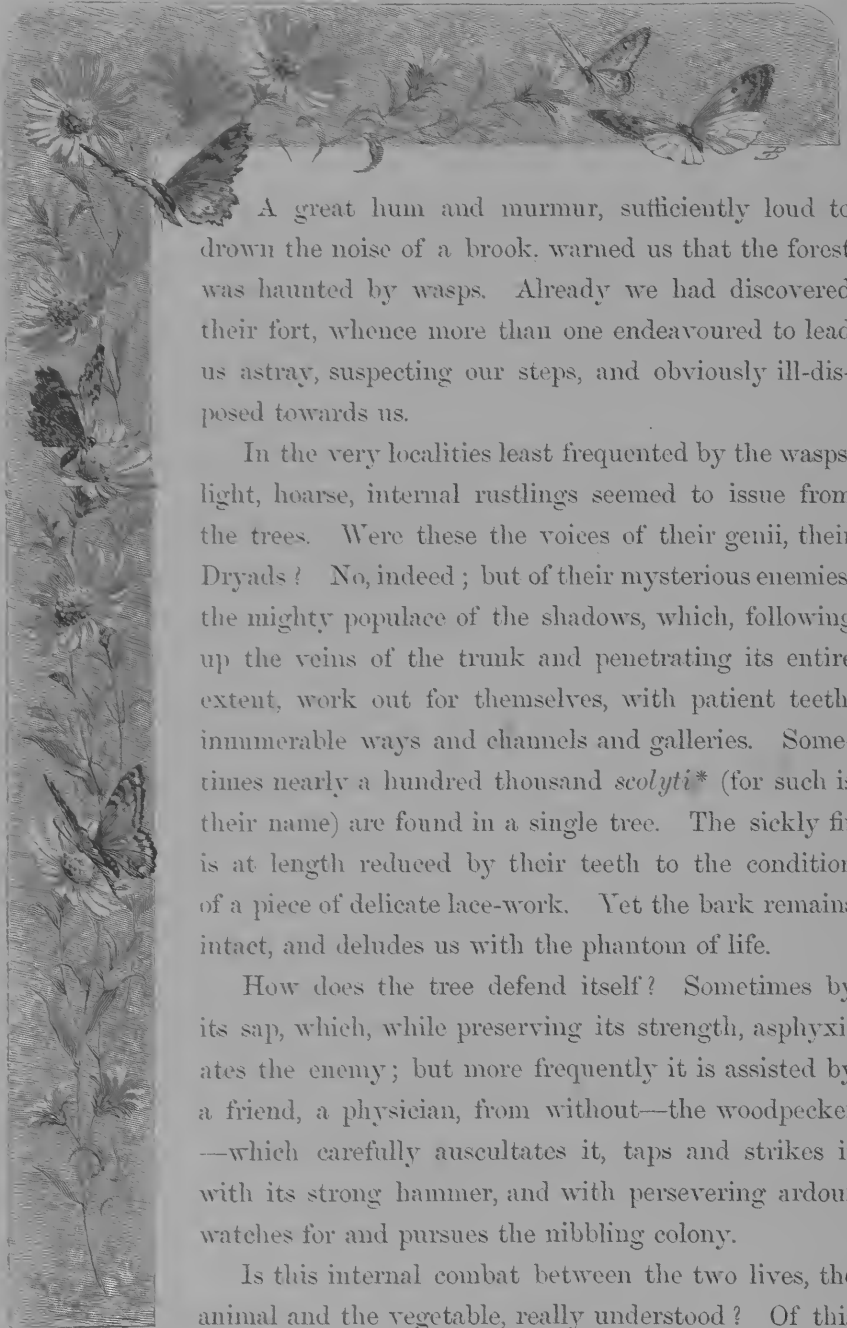 A great hum and murmur, sufficiently loud to
drown the noise of a brook, warned us that the forest
was haunted by wasps. Already we had discovered
their fort, whence more than one endeavoured to lead
us astray, suspecting our steps, and obviously ill-dis-
posed towards us.
In the very localities least frequented by the wasps
light, hoarse, internal rustlings seemed to issue from
the trees. Were these the voices of their genii, their
Dryads? No, indeed; but of their mysterious enemies
the mighty populace of the shadows, which, following
up the veins of the trunk and penetrating its entire
extent, work out for themselves, with patient teeth
innumerable ways and channels and galleries. Some-
times nearly a hundred thousand scolyti* (for such is
their name) are found in a single tree. The sickly fi
is at length reduced by their teeth to the condition
of a piece of delicate lace-work. Yet the bark remains
intact, and deludes us with the phantom of life.
How does the tree defend itself? Sometimes by
its sap, which, while preserving its strength, asphyxi
ates the enemy; but more frequently it is assisted by
a friend, a physician, from without—the woodpecke
—which carefully auscultates it, taps and strikes i
with its strong hammer, and with persevering ardou
watches for and pursues the nibbling colony.
Is this internal combat between the two lives, the
animal and the vegetable, really understood? Of thi